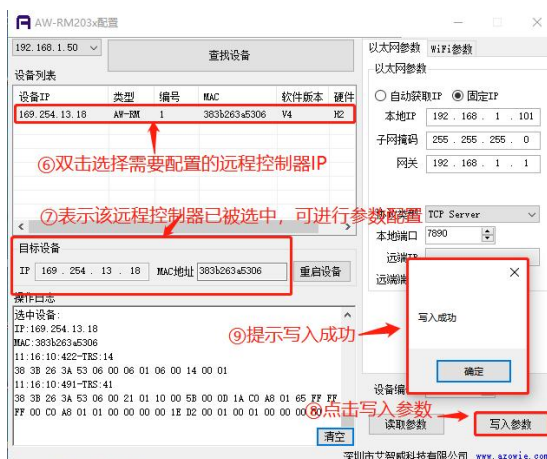 AW-RM203x配置
192.168.1.50
查找设备
设备列表
设备IP 类型 编号 MAC 软件版本 硬件
169.254.13.18 AW-RM 1 383b263a5306 V4 H2
⑥双击选择需要配置的远程控制器IP
⑦表示该远程控制器已被选中，可进行参数配置
目标设备
IP 169 . 254 . 13 . 18 MAC地址 383b263a5306 重启设备
操作日志
选中设备:
IP:169.254.13.18
MAC:383b263a5306
11:16:10:422-TRS:14
38 3B 26 3A 53 06 00 06 01 06 00 14 00 01
11:16:10:491-TRS:41
38 3B 26 3A 53 06 00 21 01 10 00 5B 00 0D 1A C0 A8 01 65 FF FF
FF 00 C0 A8 01 01 00 00 00 00 1E D2 00 01 00 01 00 00 00 00
清空
以太网参数 WiFi参数
以太网参数
自动获取IP 固定IP
本地IP 192 . 168 . 1 . 101
子网掩码 255 . 255 . 255 . 0
网关 192 . 168 . 1 . 1
TCP Server
本地端口 7890
远端IP
远端端
写入成功
确定
⑨提示写入成功
设备编
⑧点击写入参数
读取参数 写入参数
深圳市艾智威科技有限公司 www.azowie.com